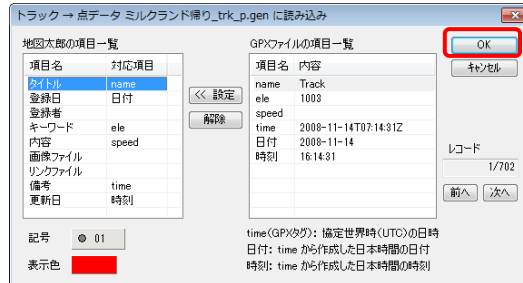 トラック → 点データ ミルクランド帰り_trk_p.gen に読み込み
地図太郎の項目一覧
項目名 対応項目
タイトル name
登録日 日付
登録者
キーワード ele
内容 speed
画像ファイル
リンクファイル
備考 time
更新日 時刻
<< 設定
解除
GPXファイルの項目一覧
項目名 内容
name Track
ele 1003
speed
time 2008-11-14T07:14:31Z
日付 2008-11-14
時刻 16:14:31
OK
キャンセル
レコード
1/702
前へ 次へ
記号 01
表示色
time(GPXタグ): 協定世界時(UTC)の日時
日付: time から作成した日本時間の日付
時刻: time から作成した日本時間の時刻